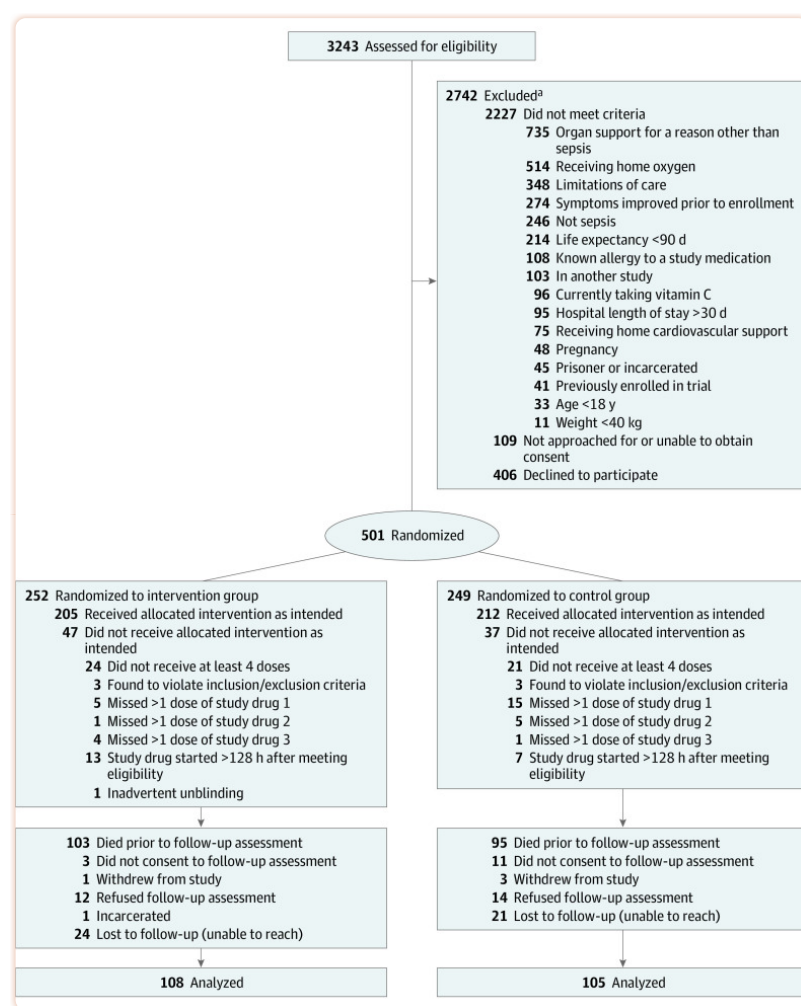 3243 Assessed for eligibility
2742 Excludedᵃ
2227 Did not meet criteria
735 Organ support for a reason other than
sepsis
514 Receiving home oxygen
348 Limitations of care
274 Symptoms improved prior to enrollment
246 Not sepsis
214 Life expectancy <90 d
108 Known allergy to a study medication
103 In another study
96 Currently taking vitamin C
95 Hospital length of stay >30 d
75 Receiving home cardiovascular support
48 Pregnancy
45 Prisoner or incarcerated
41 Previously enrolled in trial
33 Age <18 y
11 Weight <40 kg
109 Not approached for or unable to obtain
consent
406 Declined to participate
501 Randomized
252 Randomized to intervention group
205 Received allocated intervention as intended
47 Did not receive allocated intervention as
intended
24 Did not receive at least 4 doses
3 Found to violate inclusion/exclusion criteria
5 Missed >1 dose of study drug 1
1 Missed >1 dose of study drug 2
4 Missed >1 dose of study drug 3
13 Study drug started >128 h after meeting
eligibility
1 Inadvertent unblinding
249 Randomized to control group
212 Received allocated intervention as intended
37 Did not receive allocated intervention as
intended
21 Did not receive at least 4 doses
3 Found to violate inclusion/exclusion criteria
15 Missed >1 dose of study drug 1
5 Missed >1 dose of study drug 2
1 Missed >1 dose of study drug 3
7 Study drug started >128 h after meeting
eligibility
103 Died prior to follow-up assessment
3 Did not consent to follow-up assessment
1 Withdrew from study
12 Refused follow-up assessment
1 Incarcerated
24 Lost to follow-up (unable to reach)
95 Died prior to follow-up assessment
11 Did not consent to follow-up assessment
3 Withdrew from study
14 Refused follow-up assessment
21 Lost to follow-up (unable to reach)
108 Analyzed
105 Analyzed